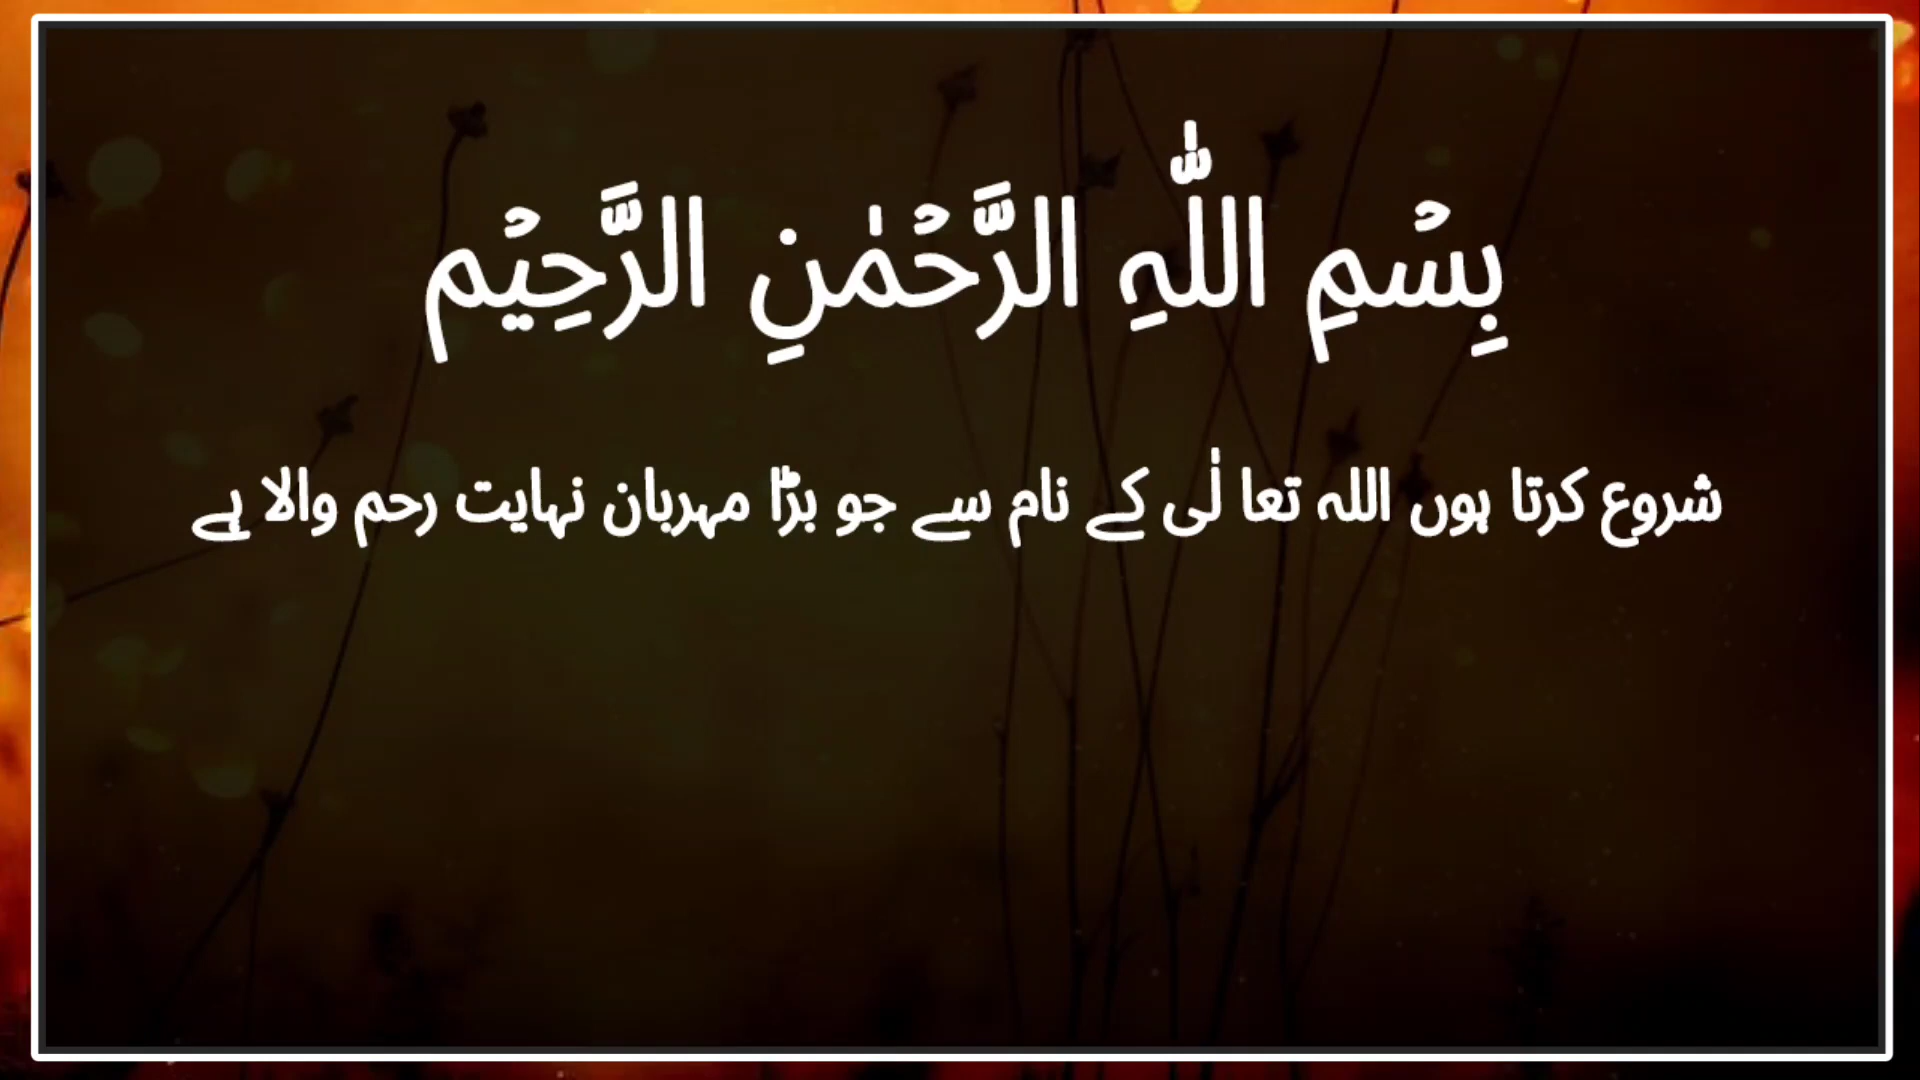 بِسۡمِ اللّٰہِ الرَّحۡمٰنِ الرَّحِیۡم
شروع کرتا ہوں اللہ تعا لٰی کے نام سے جو بڑا مہربان نہایت رحم والا ہے